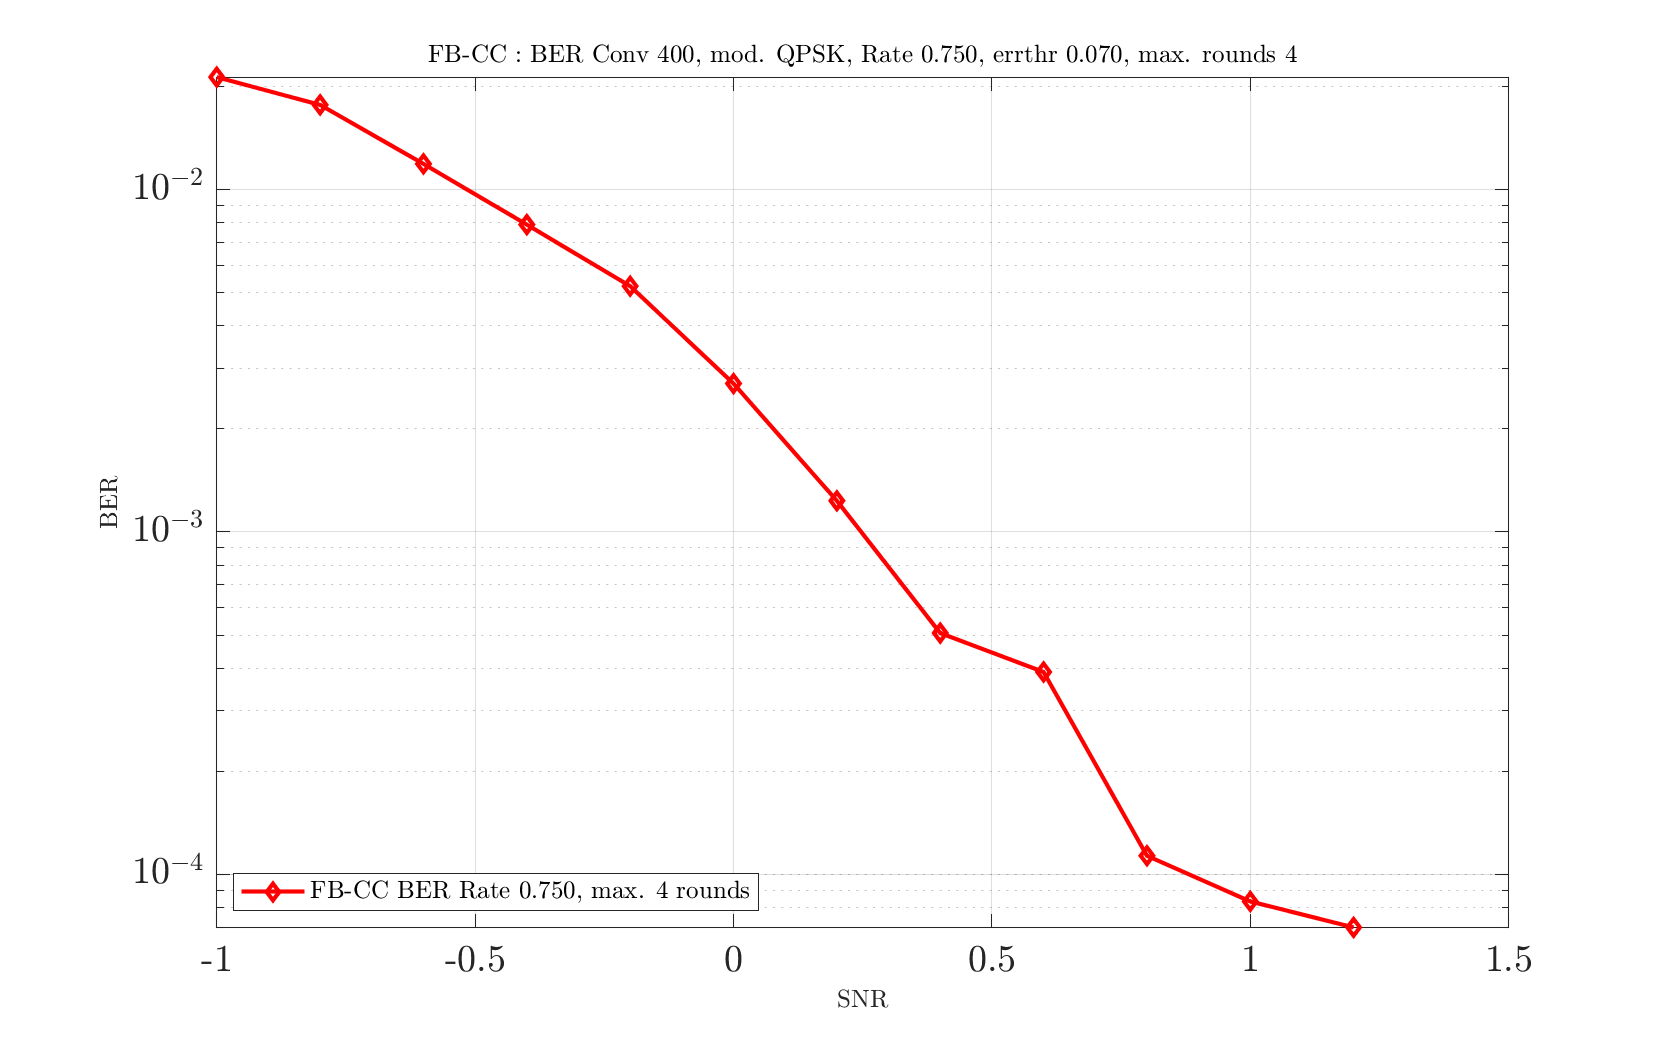 FB-CC : BER Conv 400, mod. QPSK, Rate 0.750, errthr 0.070, max. rounds 4
10^{-2}
10^{-3}
10^{-4}
BER
FB-CC BER Rate 0.750, max. 4 rounds
-1 -0.5 0 0.5 1 1.5
SNR